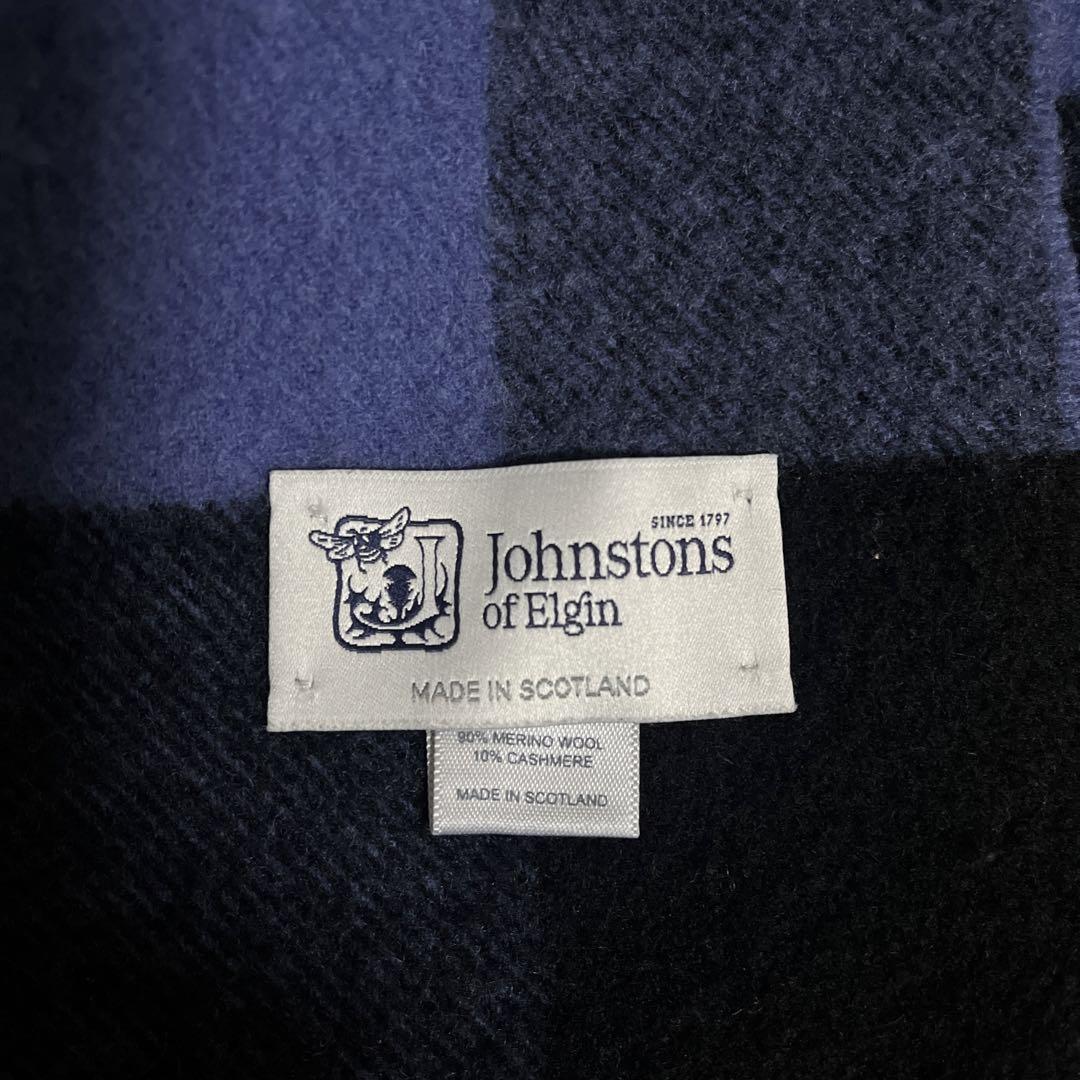 SINCE 1797
Johnstons
of Elgin
MADE IN SCOTLAND
90% MERINO WOOL
10% CASHMERE
MADE IN SCOTLAND